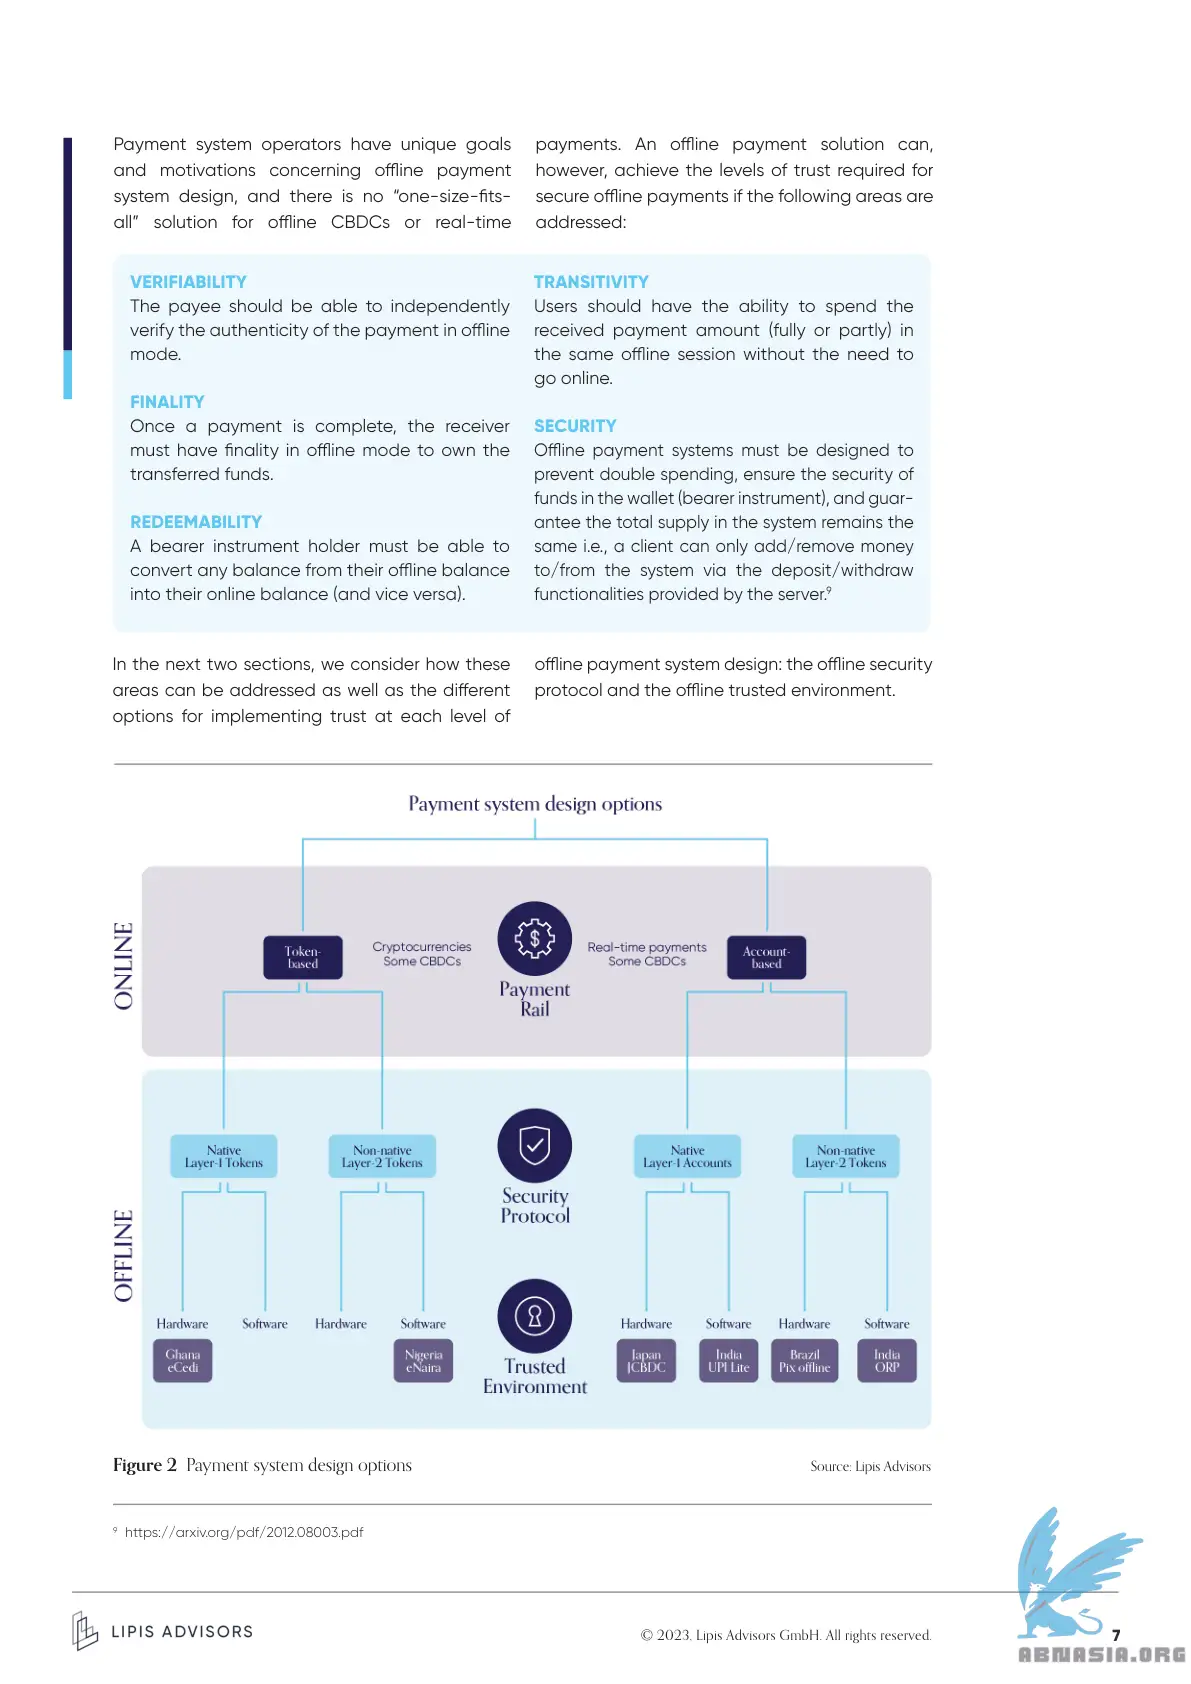 Payment system operators have unique goals
and motivations concerning offline payment
system design, and there is no “one-size-fits-
all” solution for offline CBDCs or real-time
payments. An offline payment solution can,
however, achieve the levels of trust required for
secure offline payments if the following areas are
addressed:
VERIFIABILITY
The payee should be able to independently
verify the authenticity of the payment in offline
mode.
FINALITY
Once a payment is complete, the receiver
must have finality in offline mode to own the
transferred funds.
REDEEMABILITY
A bearer instrument holder must be able to
convert any balance from their offline balance
into their online balance (and vice versa).
TRANSITIVITY
Users should have the ability to spend the
received payment amount (fully or partly) in
the same offline session without the need to
go online.
SECURITY
Offline payment systems must be designed to
prevent double spending, ensure the security of
funds in the wallet (bearer instrument), and guar-
antee the total supply in the system remains the
same i.e., a client can only add/remove money
to/from the system via the deposit/withdraw
functionalities provided by the server.⁹
In the next two sections, we consider how these
areas can be addressed as well as the different
options for implementing trust at each level of
offline payment system design: the offline security
protocol and the offline trusted environment.
Payment system design options
ONLINE
Token-
based
Cryptocurrencies
Some CBDCs
Payment
Rail
Real-time payments
Some CBDCs
Account-
based
OFFLINE
Native
Layer-1 Tokens
Non-native
Layer-2 Tokens
Security
Protocol
Native
Layer-1 Accounts
Non-native
Layer-2 Tokens
Hardware
Software
Hardware
Software
Hardware
Software
Hardware
Software
Ghana
eCedi
Nigeria
eNaira
Trusted
Environment
Japan
JCBDC
India
UPI Lite
Brazil
Pix offline
India
ORP
Figure 2 Payment system design options
Source: Lipis Advisors
⁹ https://arxiv.org/pdf/2012.08003.pdf
LIPIS ADVISORS
© 2023, Lipis Advisors GmbH. All rights reserved.
7
ABNASIA.ORG